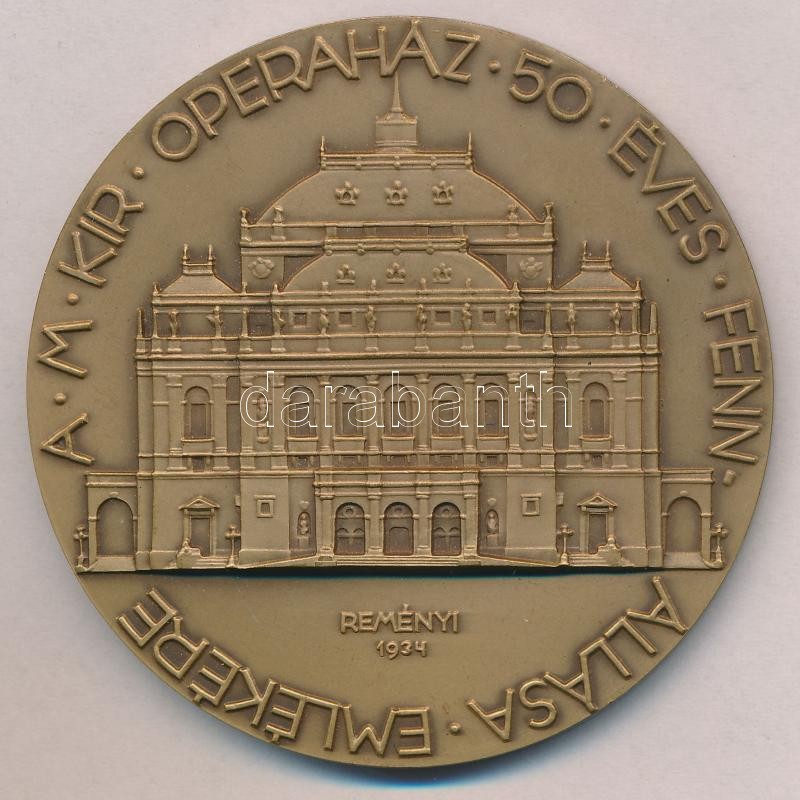 A · M · KIR · OPERAHÁZ · 50 · ÉVES · FENN-
ÁLLÁSA · EMLÉKÉRE
REMÉNYI
1934
darabanth